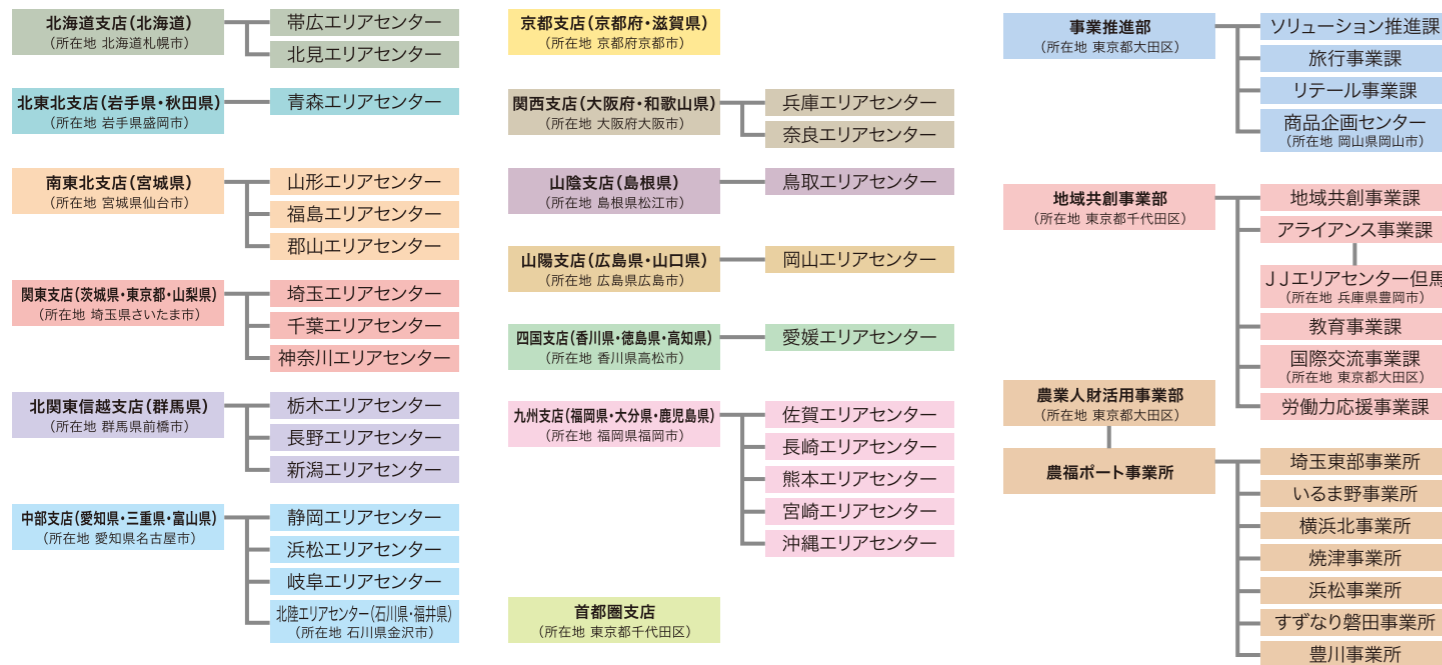 北海道支店(北海道)
(所在地 北海道札幌市)
帯広エリアセンター
北見エリアセンター
北東北支店(岩手県・秋田県)
(所在地 岩手県盛岡市)
青森エリアセンター
南東北支店(宮城県)
(所在地 宮城県仙台市)
山形エリアセンター
福島エリアセンター
郡山エリアセンター
関東支店(茨城県・東京都・山梨県)
(所在地 埼玉県さいたま市)
埼玉エリアセンター
千葉エリアセンター
神奈川エリアセンター
北関東信越支店(群馬県)
(所在地 群馬県前橋市)
栃木エリアセンター
長野エリアセンター
新潟エリアセンター
中部支店(愛知県・三重県・富山県)
(所在地 愛知県名古屋市)
静岡エリアセンター
浜松エリアセンター
岐阜エリアセンター
北陸エリアセンター(石川県・福井県)
(所在地 石川県金沢市)
京都支店(京都府・滋賀県)
(所在地 京都府京都市)
関西支店(大阪府・和歌山県)
(所在地 大阪府大阪市)
兵庫エリアセンター
奈良エリアセンター
山陰支店(島根県)
(所在地 島根県松江市)
鳥取エリアセンター
山陽支店(広島県・山口県)
(所在地 広島県広島市)
岡山エリアセンター
四国支店(香川県・徳島県・高知県)
(所在地 香川県高松市)
愛媛エリアセンター
九州支店(福岡県・大分県・鹿児島県)
(所在地 福岡県福岡市)
佐賀エリアセンター
長崎エリアセンター
熊本エリアセンター
宮崎エリアセンター
沖縄エリアセンター
首都圏支店
(所在地 東京都千代田区)
事業推進部
(所在地 東京都大田区)
ソリューション推進課
旅行事業課
リテール事業課
商品企画センター
(所在地 岡山県岡山市)
地域共創事業部
(所在地 東京都千代田区)
地域共創事業課
アライアンス事業課
JJエリアセンター但馬
(所在地 兵庫県豊岡市)
教育事業課
国際交流事業課
(所在地 東京都大田区)
労働力応援事業課
農業人財活用事業部
(所在地 東京都大田区)
農福ポート事業所
埼玉東部事業所
いるま野事業所
横浜北事業所
焼津事業所
浜松事業所
すずなり磐田事業所
豊川事業所